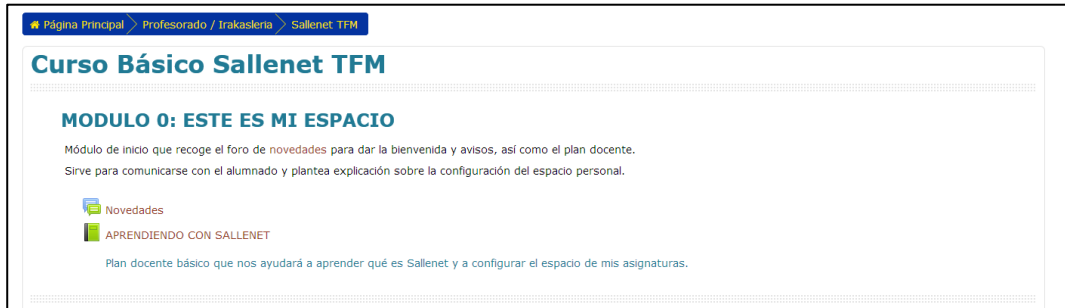 Página Principal Profesorado / Irakasleria Sallenet TFM
Curso Básico Sallenet TFM
MODULO 0: ESTE ES MI ESPACIO
Módulo de inicio que recoge el foro de novedades para dar la bienvenida y avisos, así como el plan docente.
Sirve para comunicarse con el alumnado y plantea explicación sobre la configuración del espacio personal.
Novedades
APRENDIENDO CON SALLENET
Plan docente básico que nos ayudará a aprender qué es Sallenet y a configurar el espacio de mis asignaturas.